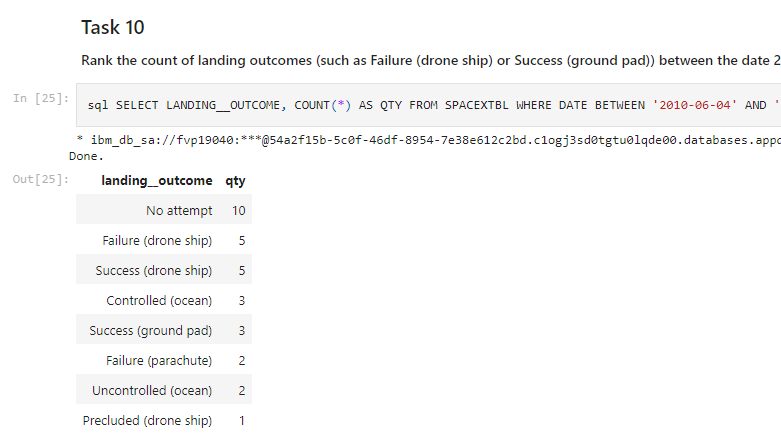 Task 10
Rank the count of landing outcomes (such as Failure (drone ship) or Success (ground pad)) between the date 2
In [25]: sql SELECT LANDING__OUTCOME, COUNT(*) AS QTY FROM SPACEXTBL WHERE DATE BETWEEN '2010-06-04' AND '
* ibm_db_sa://fvp19040:***@54a2f15b-5c0f-46df-8954-7e38e612c2bd.c1ogj3sd0tgtu0lqde00.databases.appd
Done.
Out[25]: landing__outcome qty
No attempt 10
Failure (drone ship) 5
Success (drone ship) 5
Controlled (ocean) 3
Success (ground pad) 3
Failure (parachute) 2
Uncontrolled (ocean) 2
Precluded (drone ship) 1